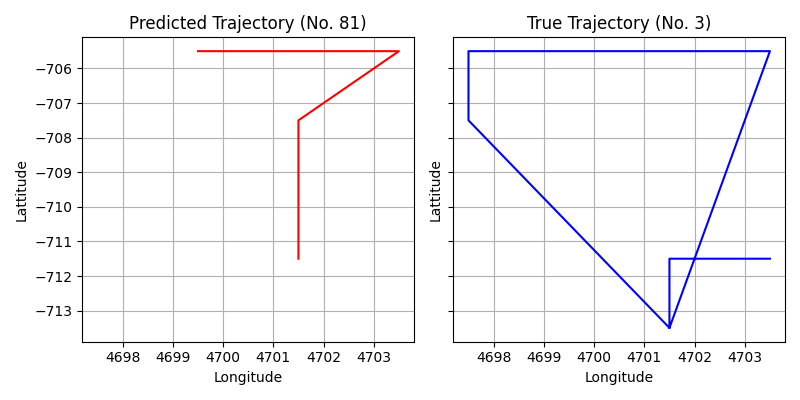 Predicted Trajectory (No. 81)
True Trajectory (No. 3)
−706
−707
−708
−709
−710
−711
−712
−713
Lattitude
Lattitude
4698 4699 4700 4701 4702 4703
4698 4699 4700 4701 4702 4703
Longitude
Longitude